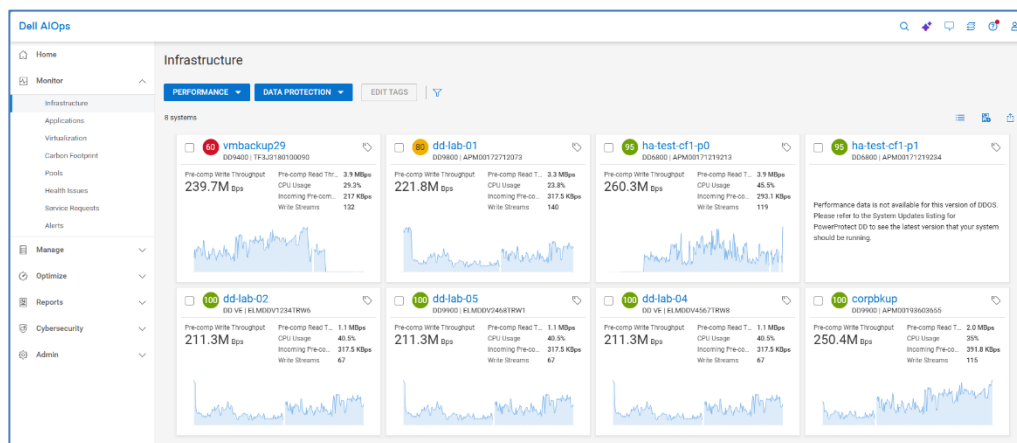 Dell AIOps
Home
Monitor
Infrastructure
Applications
Virtualization
Carbon Footprint
Pools
Health Issues
Service Requests
Alerts
Manage
Optimize
Reports
Cybersecurity
Admin
Infrastructure
PERFORMANCE
DATA PROTECTION
EDIT TAGS
8 systems
60 vmbackup29
DD9400 | TF3J3180100090
Pre-comp Write Throughput
239.7M Bps
Pre-comp Read Thr... 3.9 MBps
CPU Usage 29.3%
Incoming Pre-com... 217 KBps
Write Streams 132
80 dd-lab-01
DD9800 | APM00172712073
Pre-comp Write Throughput
221.8M Bps
Pre-comp Read T... 3.3 MBps
CPU Usage 23.8%
Incoming Pre-co... 317.5 KBps
Write Streams 140
95 ha-test-cf1-p0
DD6800 | APM00171219213
Pre-comp Write Throughput
260.3M Bps
Pre-comp Read T... 3.9 MBps
CPU Usage 45.5%
Incoming Pre-co... 293.1 KBps
Write Streams 119
95 ha-test-cf1-p1
DD6800 | APM00171219234
Performance data is not available for this version of DDOS.
Please refer to the System Updates listing for
PowerProtect DD to see the latest version that your system
should be running.
100 dd-lab-02
DD VE | ELMDDV1234TRW6
Pre-comp Write Throughput
211.3M Bps
Pre-comp Read T... 1.1 MBps
CPU Usage 40.5%
Incoming Pre-co... 317.5 KBps
Write Streams 67
100 dd-lab-05
DD9900 | ELMDDV2468TRW1
Pre-comp Write Throughput
211.3M Bps
Pre-comp Read T... 1.1 MBps
CPU Usage 40.5%
Incoming Pre-co... 317.5 KBps
Write Streams 67
100 dd-lab-04
DD VE | ELMDDV4567TRW8
Pre-comp Write Throughput
211.3M Bps
Pre-comp Read T... 1.1 MBps
CPU Usage 40.5%
Incoming Pre-co... 317.5 KBps
Write Streams 67
100 corpbkup
DD9900 | APM00193603655
Pre-comp Write Throughput
250.4M Bps
Pre-comp Read T... 2.0 MBps
CPU Usage 35%
Incoming Pre-co... 391.8 KBps
Write Streams 115